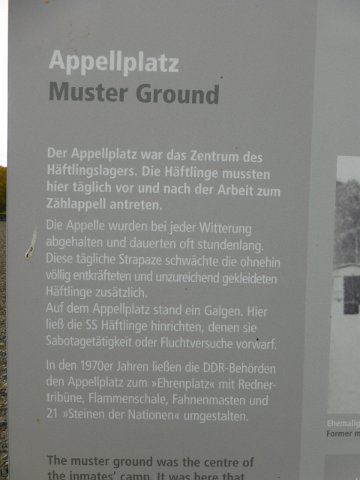 Appellplatz
Muster Ground
Der Appellplatz war das Zentrum des
Häftlingslagers. Die Häftlinge mussten
hier täglich vor und nach der Arbeit zum
Zählappell antreten.
Die Appelle wurden bei jeder Witterung
abgehalten und dauerten oft stundenlang.
Diese tägliche Strapaze schwächte die ohnehin
völlig entkräfteten und unzureichend gekleideten
Häftlinge zusätzlich.
Auf dem Appellplatz stand ein Galgen. Hier
ließ die SS Häftlinge hinrichten, denen sie
Sabotagetätigkeit oder Fluchtversuche vorwarf.
In den 1970er Jahren ließen die DDR-Behörden
den Appellplatz zum »Ehrenplatz« mit Redner-
tribüne, Flammenschale, Fahnenmasten und
21 »Steinen der Nationen« umgestalten.
The muster ground was the centre of
the inmates' camp. It was here that
Former